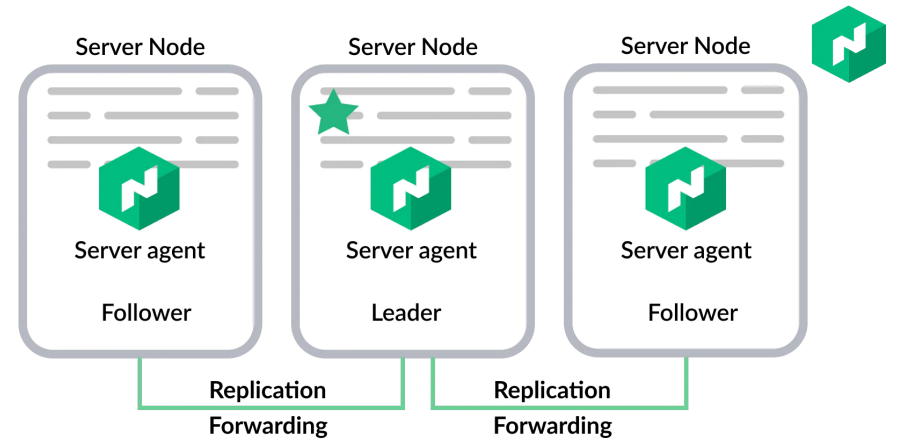 Server Node
Server Node
Server Node
Server agent
Server agent
Server agent
Follower
Leader
Follower
Replication
Replication
Forwarding
Forwarding